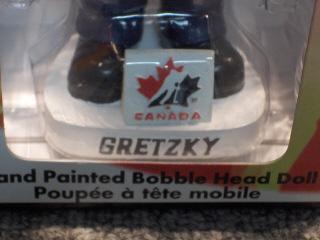 CANADA
GRETZKY
and Painted Bobble Head Doll
Poupée à tête mobile